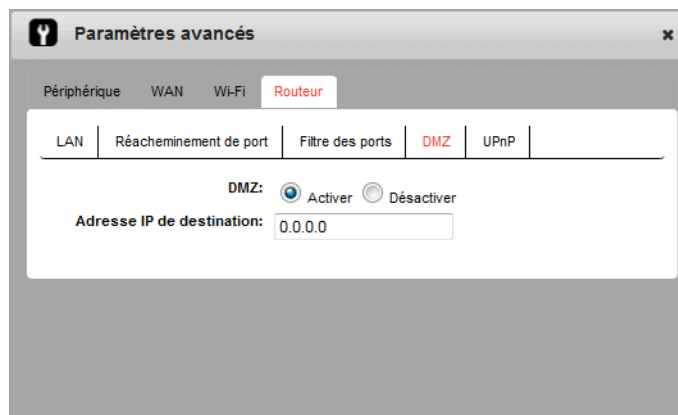 Paramètres avancés
Périphérique WAN Wi-Fi Routeur
LAN Réacheminement de port Filtre des ports DMZ UPnP
DMZ: Activer Désactiver
Adresse IP de destination: 0.0.0.0